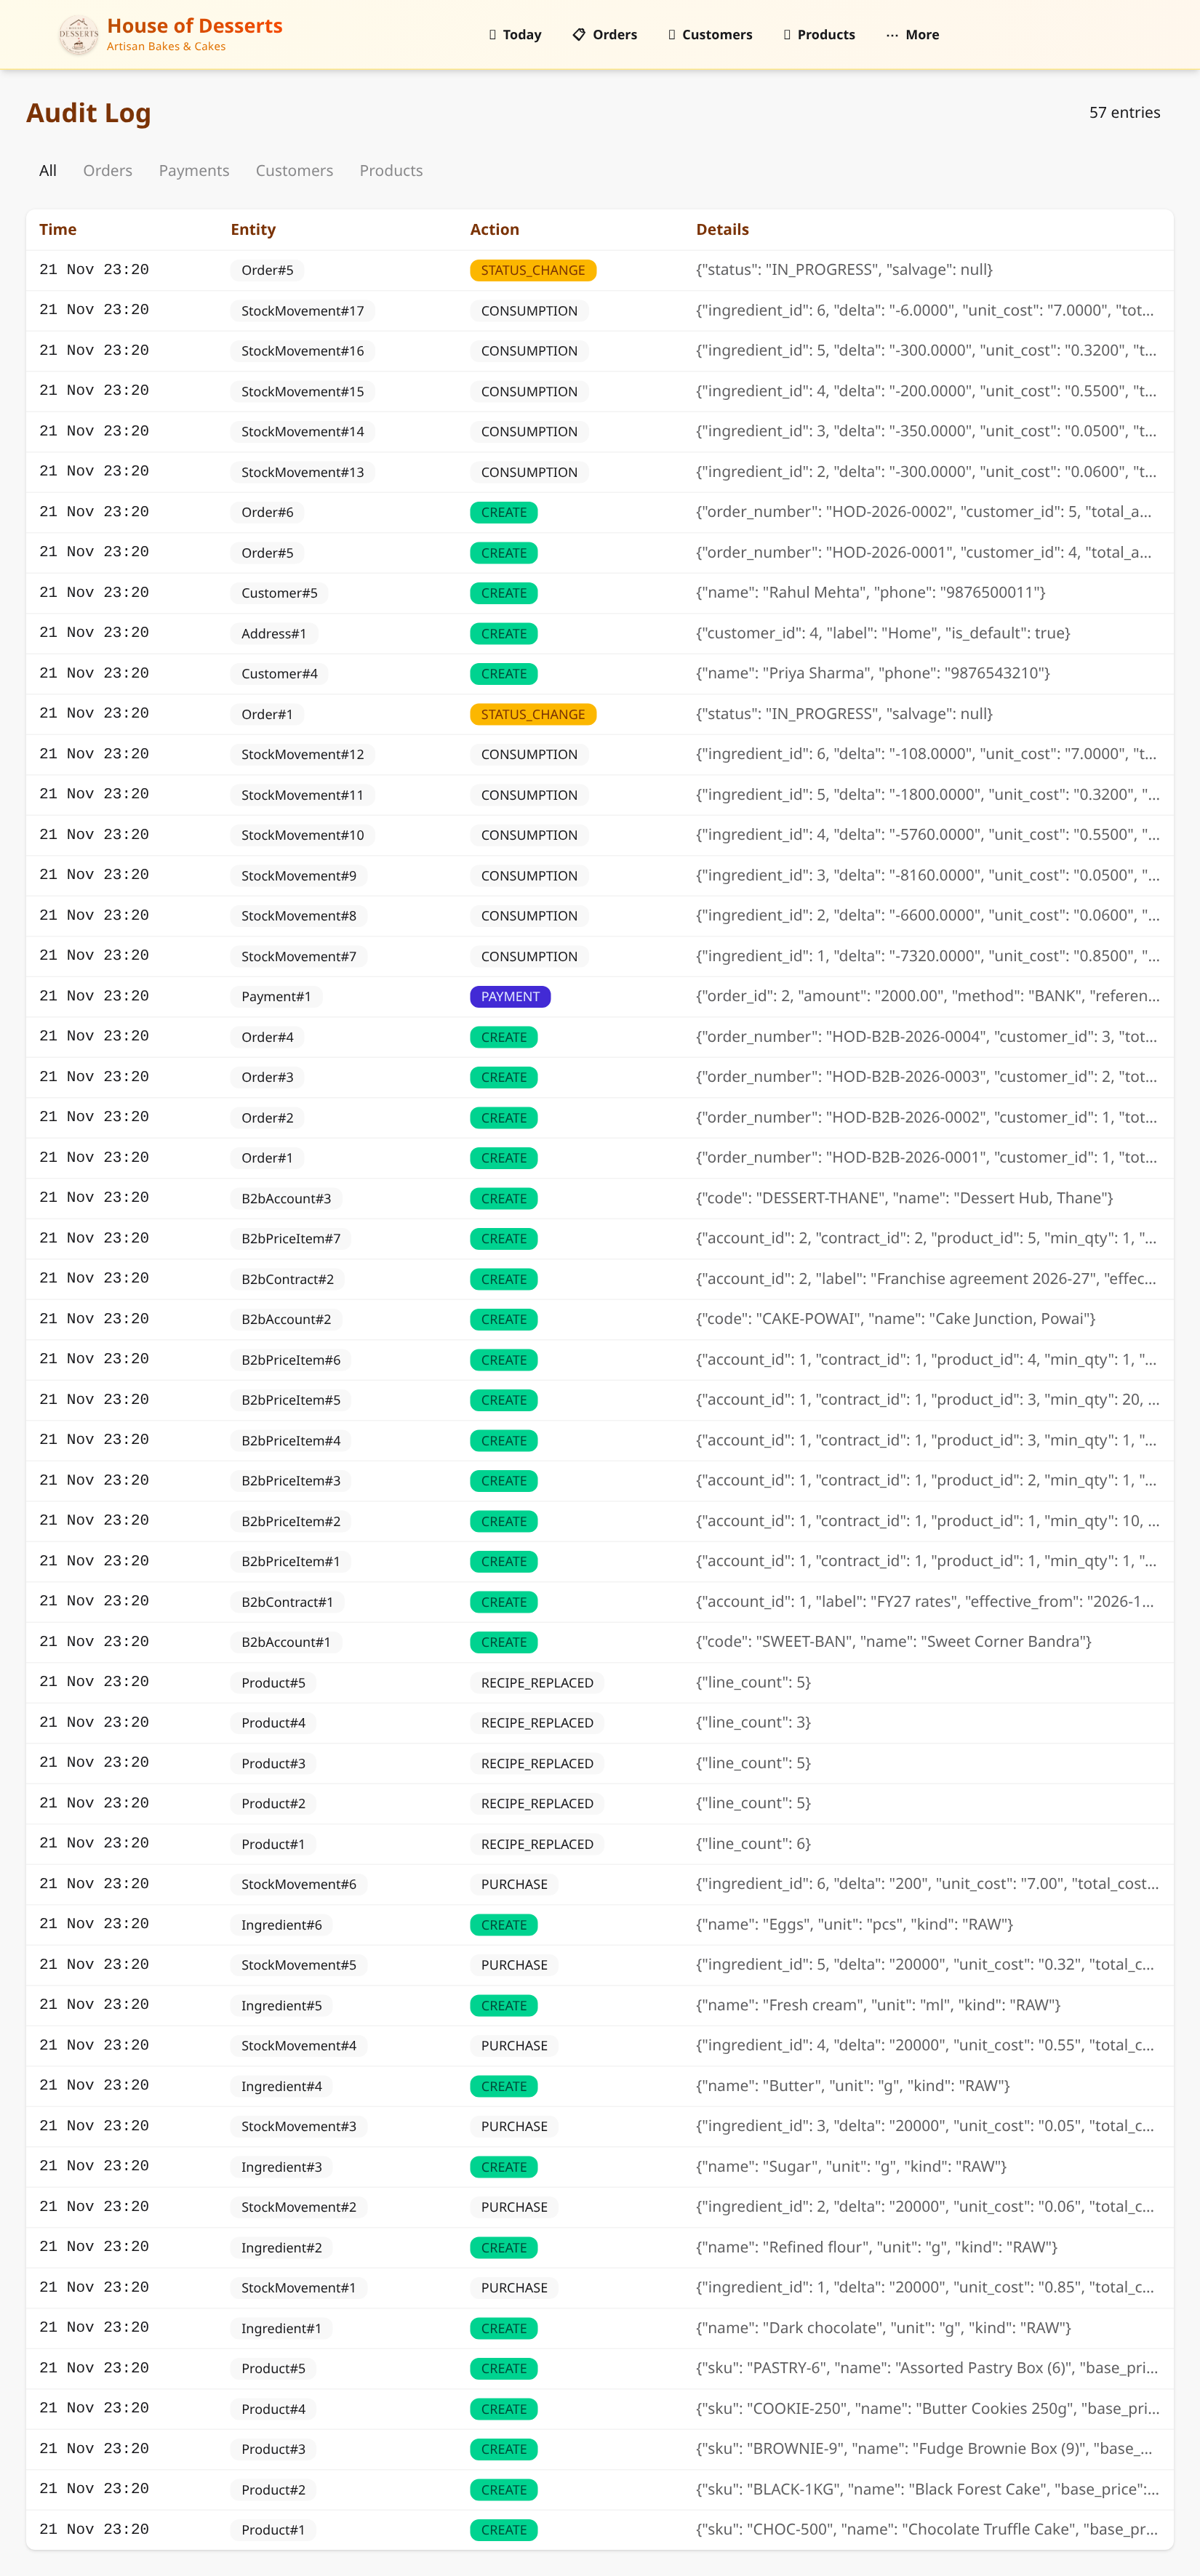 House of Desserts
Artisan Bakes & Cakes
Today Orders Customers Products ··· More
Audit Log
57 entries
All Orders Payments Customers Products
Time Entity Action Details
21 Nov 23:20 Order#5 STATUS_CHANGE {"status": "IN_PROGRESS", "salvage": null}
21 Nov 23:20 StockMovement#17 CONSUMPTION {"ingredient_id": 6, "delta": "-6.0000", "unit_cost": "7.0000", "tot...
21 Nov 23:20 StockMovement#16 CONSUMPTION {"ingredient_id": 5, "delta": "-300.0000", "unit_cost": "0.3200", "t...
21 Nov 23:20 StockMovement#15 CONSUMPTION {"ingredient_id": 4, "delta": "-200.0000", "unit_cost": "0.5500", "t...
21 Nov 23:20 StockMovement#14 CONSUMPTION {"ingredient_id": 3, "delta": "-350.0000", "unit_cost": "0.0500", "t...
21 Nov 23:20 StockMovement#13 CONSUMPTION {"ingredient_id": 2, "delta": "-300.0000", "unit_cost": "0.0600", "t...
21 Nov 23:20 Order#6 CREATE {"order_number": "HOD-2026-0002", "customer_id": 5, "total_a...
21 Nov 23:20 Order#5 CREATE {"order_number": "HOD-2026-0001", "customer_id": 4, "total_a...
21 Nov 23:20 Customer#5 CREATE {"name": "Rahul Mehta", "phone": "9876500011"}
21 Nov 23:20 Address#1 CREATE {"customer_id": 4, "label": "Home", "is_default": true}
21 Nov 23:20 Customer#4 CREATE {"name": "Priya Sharma", "phone": "9876543210"}
21 Nov 23:20 Order#1 STATUS_CHANGE {"status": "IN_PROGRESS", "salvage": null}
21 Nov 23:20 StockMovement#12 CONSUMPTION {"ingredient_id": 6, "delta": "-108.0000", "unit_cost": "7.0000", "t...
21 Nov 23:20 StockMovement#11 CONSUMPTION {"ingredient_id": 5, "delta": "-1800.0000", "unit_cost": "0.3200", "...
21 Nov 23:20 StockMovement#10 CONSUMPTION {"ingredient_id": 4, "delta": "-5760.0000", "unit_cost": "0.5500", "...
21 Nov 23:20 StockMovement#9 CONSUMPTION {"ingredient_id": 3, "delta": "-8160.0000", "unit_cost": "0.0500", "...
21 Nov 23:20 StockMovement#8 CONSUMPTION {"ingredient_id": 2, "delta": "-6600.0000", "unit_cost": "0.0600", "...
21 Nov 23:20 StockMovement#7 CONSUMPTION {"ingredient_id": 1, "delta": "-7320.0000", "unit_cost": "0.8500", "...
21 Nov 23:20 Payment#1 PAYMENT {"order_id": 2, "amount": "2000.00", "method": "BANK", "referen...
21 Nov 23:20 Order#4 CREATE {"order_number": "HOD-B2B-2026-0004", "customer_id": 3, "tot...
21 Nov 23:20 Order#3 CREATE {"order_number": "HOD-B2B-2026-0003", "customer_id": 2, "tot...
21 Nov 23:20 Order#2 CREATE {"order_number": "HOD-B2B-2026-0002", "customer_id": 1, "tot...
21 Nov 23:20 Order#1 CREATE {"order_number": "HOD-B2B-2026-0001", "customer_id": 1, "tot...
21 Nov 23:20 B2bAccount#3 CREATE {"code": "DESSERT-THANE", "name": "Dessert Hub, Thane"}
21 Nov 23:20 B2bPriceItem#7 CREATE {"account_id": 2, "contract_id": 2, "product_id": 5, "min_qty": 1, "...
21 Nov 23:20 B2bContract#2 CREATE {"account_id": 2, "label": "Franchise agreement 2026-27", "effec...
21 Nov 23:20 B2bAccount#2 CREATE {"code": "CAKE-POWAI", "name": "Cake Junction, Powai"}
21 Nov 23:20 B2bPriceItem#6 CREATE {"account_id": 1, "contract_id": 1, "product_id": 4, "min_qty": 1, "...
21 Nov 23:20 B2bPriceItem#5 CREATE {"account_id": 1, "contract_id": 1, "product_id": 3, "min_qty": 20, ...
21 Nov 23:20 B2bPriceItem#4 CREATE {"account_id": 1, "contract_id": 1, "product_id": 3, "min_qty": 1, "...
21 Nov 23:20 B2bPriceItem#3 CREATE {"account_id": 1, "contract_id": 1, "product_id": 2, "min_qty": 1, "...
21 Nov 23:20 B2bPriceItem#2 CREATE {"account_id": 1, "contract_id": 1, "product_id": 1, "min_qty": 10, ...
21 Nov 23:20 B2bPriceItem#1 CREATE {"account_id": 1, "contract_id": 1, "product_id": 1, "min_qty": 1, "...
21 Nov 23:20 B2bContract#1 CREATE {"account_id": 1, "label": "FY27 rates", "effective_from": "2026-1...
21 Nov 23:20 B2bAccount#1 CREATE {"code": "SWEET-BAN", "name": "Sweet Corner Bandra"}
21 Nov 23:20 Product#5 RECIPE_REPLACED {"line_count": 5}
21 Nov 23:20 Product#4 RECIPE_REPLACED {"line_count": 3}
21 Nov 23:20 Product#3 RECIPE_REPLACED {"line_count": 5}
21 Nov 23:20 Product#2 RECIPE_REPLACED {"line_count": 5}
21 Nov 23:20 Product#1 RECIPE_REPLACED {"line_count": 6}
21 Nov 23:20 StockMovement#6 PURCHASE {"ingredient_id": 6, "delta": "200", "unit_cost": "7.00", "total_cost...
21 Nov 23:20 Ingredient#6 CREATE {"name": "Eggs", "unit": "pcs", "kind": "RAW"}
21 Nov 23:20 StockMovement#5 PURCHASE {"ingredient_id": 5, "delta": "20000", "unit_cost": "0.32", "total_c...
21 Nov 23:20 Ingredient#5 CREATE {"name": "Fresh cream", "unit": "ml", "kind": "RAW"}
21 Nov 23:20 StockMovement#4 PURCHASE {"ingredient_id": 4, "delta": "20000", "unit_cost": "0.55", "total_c...
21 Nov 23:20 Ingredient#4 CREATE {"name": "Butter", "unit": "g", "kind": "RAW"}
21 Nov 23:20 StockMovement#3 PURCHASE {"ingredient_id": 3, "delta": "20000", "unit_cost": "0.05", "total_c...
21 Nov 23:20 Ingredient#3 CREATE {"name": "Sugar", "unit": "g", "kind": "RAW"}
21 Nov 23:20 StockMovement#2 PURCHASE {"ingredient_id": 2, "delta": "20000", "unit_cost": "0.06", "total_c...
21 Nov 23:20 Ingredient#2 CREATE {"name": "Refined flour", "unit": "g", "kind": "RAW"}
21 Nov 23:20 StockMovement#1 PURCHASE {"ingredient_id": 1, "delta": "20000", "unit_cost": "0.85", "total_c...
21 Nov 23:20 Ingredient#1 CREATE {"name": "Dark chocolate", "unit": "g", "kind": "RAW"}
21 Nov 23:20 Product#5 CREATE {"sku": "PASTRY-6", "name": "Assorted Pastry Box (6)", "base_pri...
21 Nov 23:20 Product#4 CREATE {"sku": "COOKIE-250", "name": "Butter Cookies 250g", "base_pri...
21 Nov 23:20 Product#3 CREATE {"sku": "BROWNIE-9", "name": "Fudge Brownie Box (9)", "base_...
21 Nov 23:20 Product#2 CREATE {"sku": "BLACK-1KG", "name": "Black Forest Cake", "base_price":...
21 Nov 23:20 Product#1 CREATE {"sku": "CHOC-500", "name": "Chocolate Truffle Cake", "base_pr...